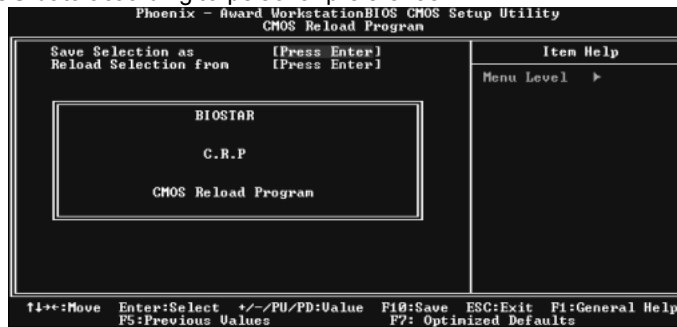 Phoenix - Award WorkstationBIOS CMOS Setup Utility
CMOS Reload Program
Save Selection as [Press Enter]
Reload Selection from [Press Enter]
Item Help
Menu Level ►
BIOSTAR
C.R.P
CMOS Reload Program
↑↓→←:Move Enter:Select +/-/PU/PD:Value F10:Save ESC:Exit F1:General Help
F5:Previous Values F7: Optimized Defaults